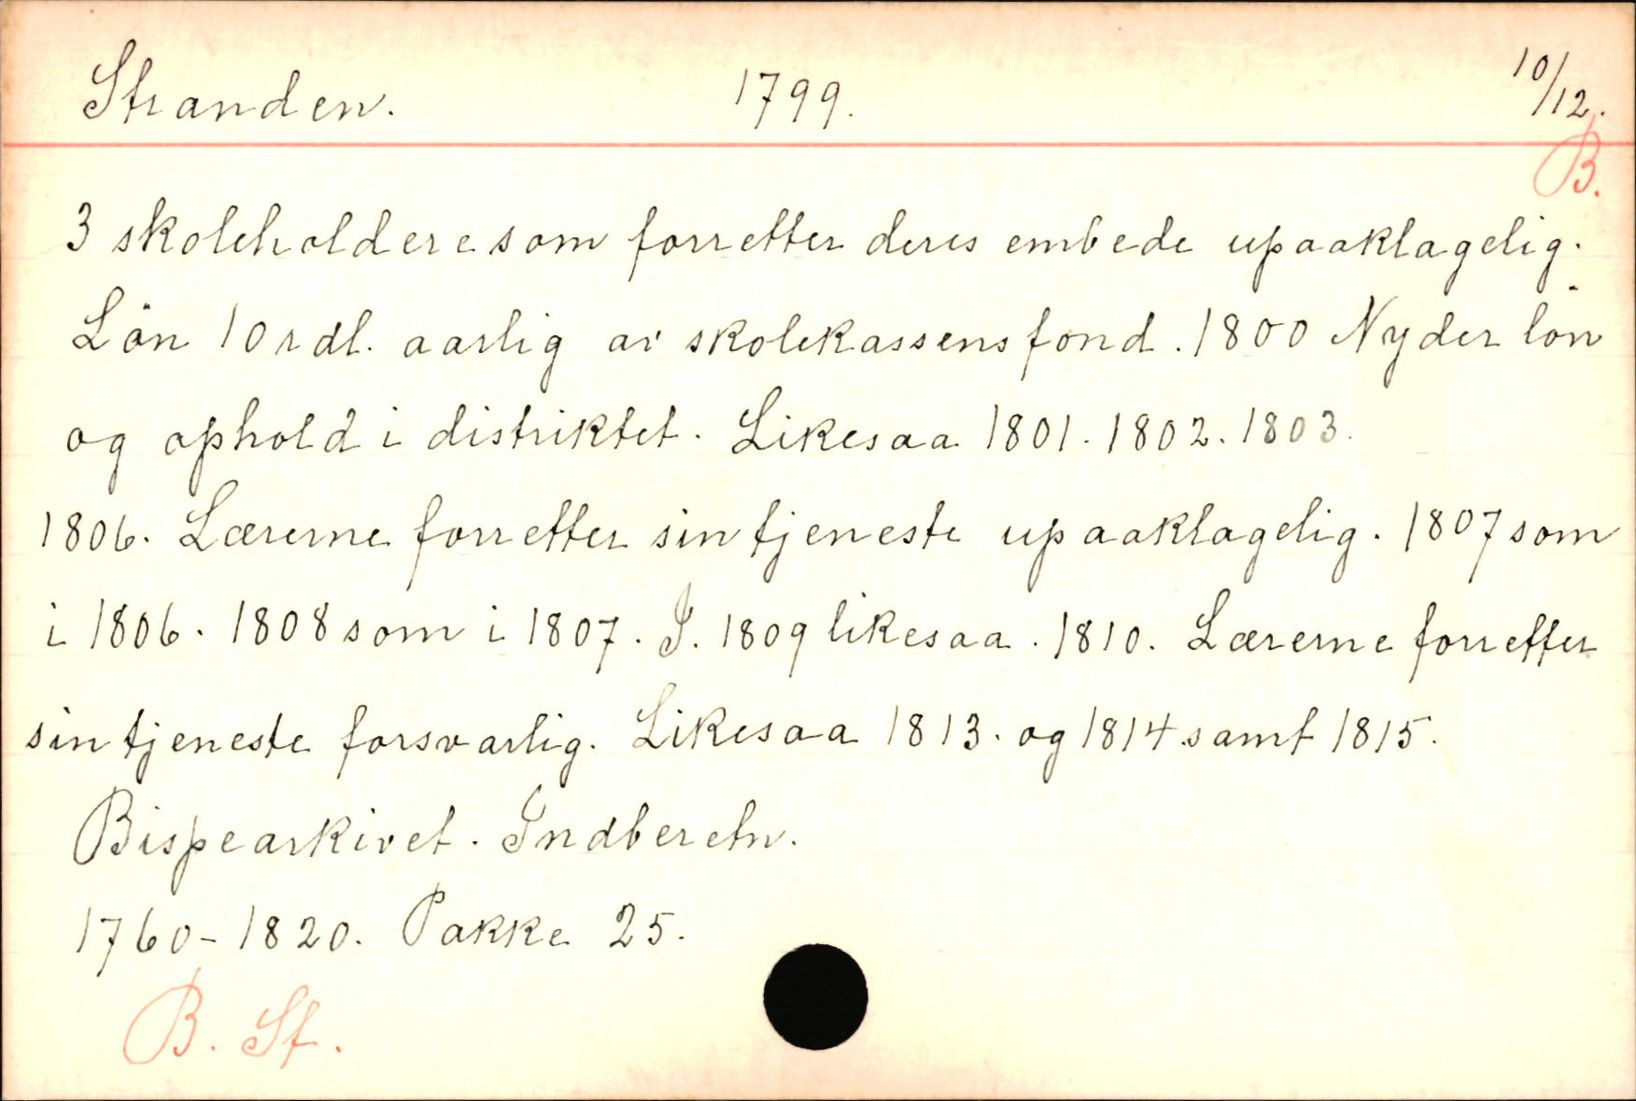 Stranden. 1799. 10/12.
B.
3 skoleholdere som forretter deres embede upaaklagelig.
Lön 10 rdl. aarlig av skolekassens fond. 1800 Nyder lön
og ophold i distriktet. Likesaa 1801. 1802. 1803.
1806. Lærerne forretter sin tjeneste upaaklagelig. 1807 som
i 1806. 1808 som i 1807. I. 1809 likesaa. 1810. Lærerne forretter
sin tjeneste forsvarlig. Likesaa 1813. og 1814 samt 1815.
Bispearkivet. Indberetn.
1760-1820. Pakke 25.
B. St.